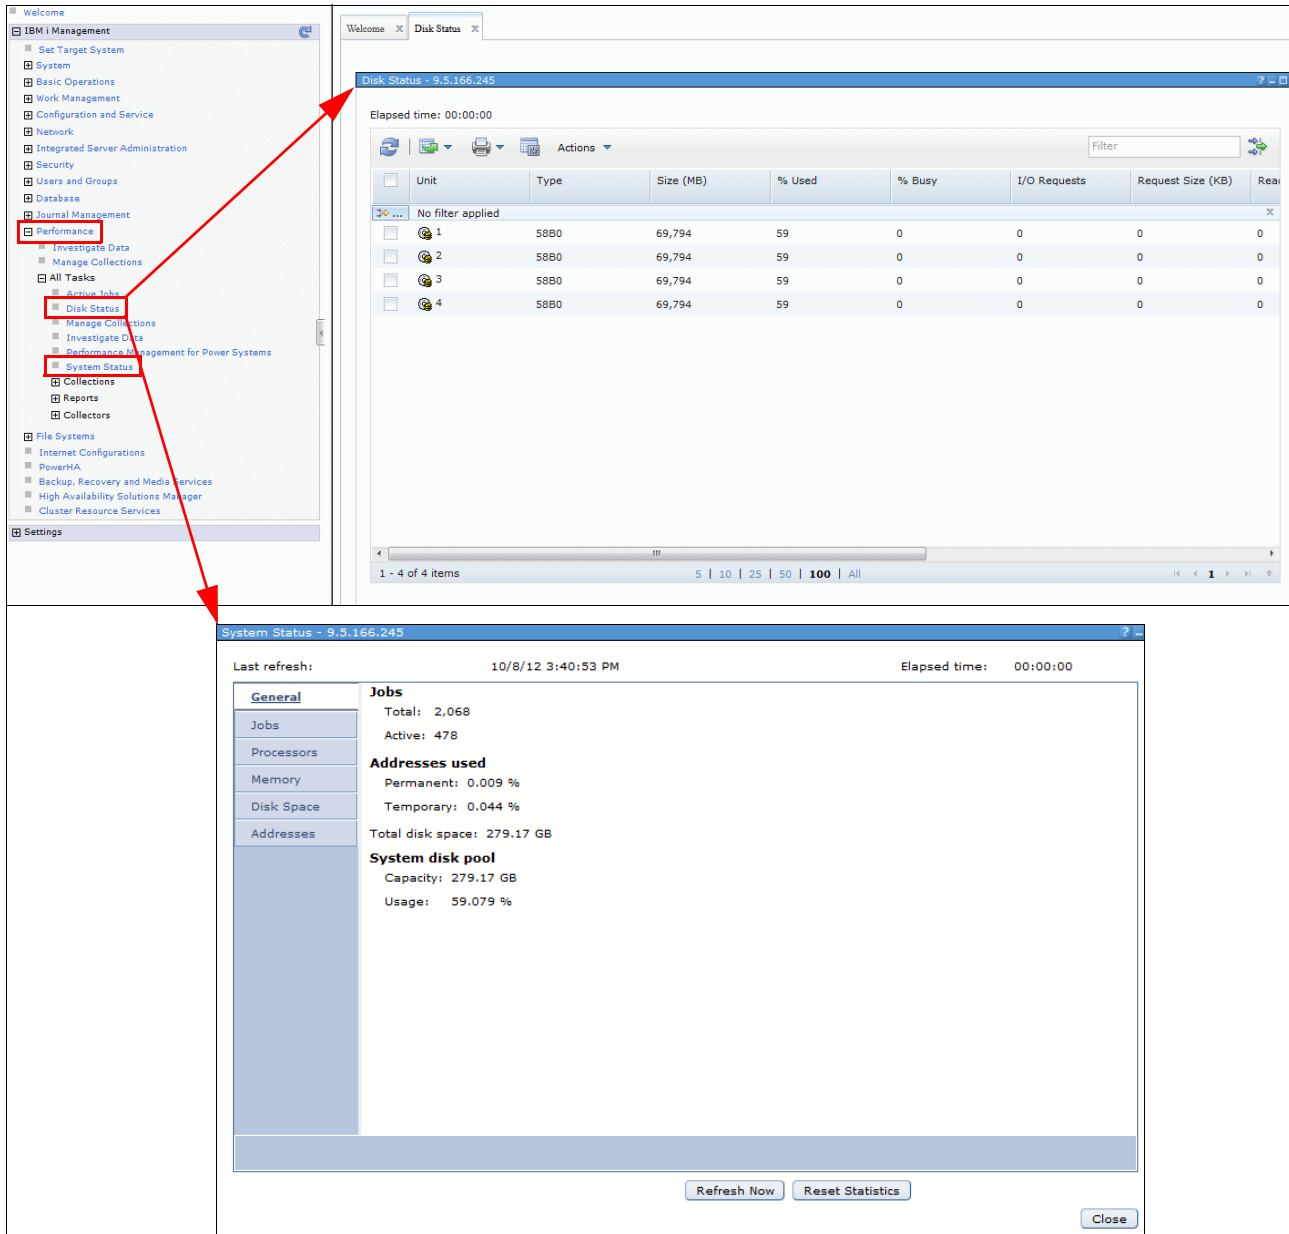 Welcome
IBM i Management
Set Target System
System
Basic Operations
Work Management
Configuration and Service
Network
Integrated Server Administration
Security
Users and Groups
Database
Journal Management
Performance
Investigate Data
Manage Collections
All Tasks
Active Jobs
Disk Status
Manage Collections
Investigate Data
Performance Management for Power Systems
System Status
Collections
Reports
Collectors
File Systems
Internet Configurations
PowerHA
Backup, Recovery and Media Services
High Availability Solutions Manager
Cluster Resource Services
Settings
Welcome X Disk Status X
Disk Status - 9.5.166.245 ?
Elapsed time: 00:00:00
Actions Filter
Unit Type Size (MB) % Used % Busy I/O Requests Request Size (KB) Rea
... No filter applied x
1 58B0 69,794 59 0 0 0 0
2 58B0 69,794 59 0 0 0 0
3 58B0 69,794 59 0 0 0 0
4 58B0 69,794 59 0 0 0 0
1 - 4 of 4 items 5 | 10 | 25 | 50 | 100 | All 1
System Status - 9.5.166.245 ?
Last refresh: 10/8/12 3:40:53 PM Elapsed time: 00:00:00
General
Jobs
Processors
Memory
Disk Space
Addresses
Jobs
Total: 2,068
Active: 478
Addresses used
Permanent: 0.009 %
Temporary: 0.044 %
Total disk space: 279.17 GB
System disk pool
Capacity: 279.17 GB
Usage: 59.079 %
Refresh Now Reset Statistics
Close